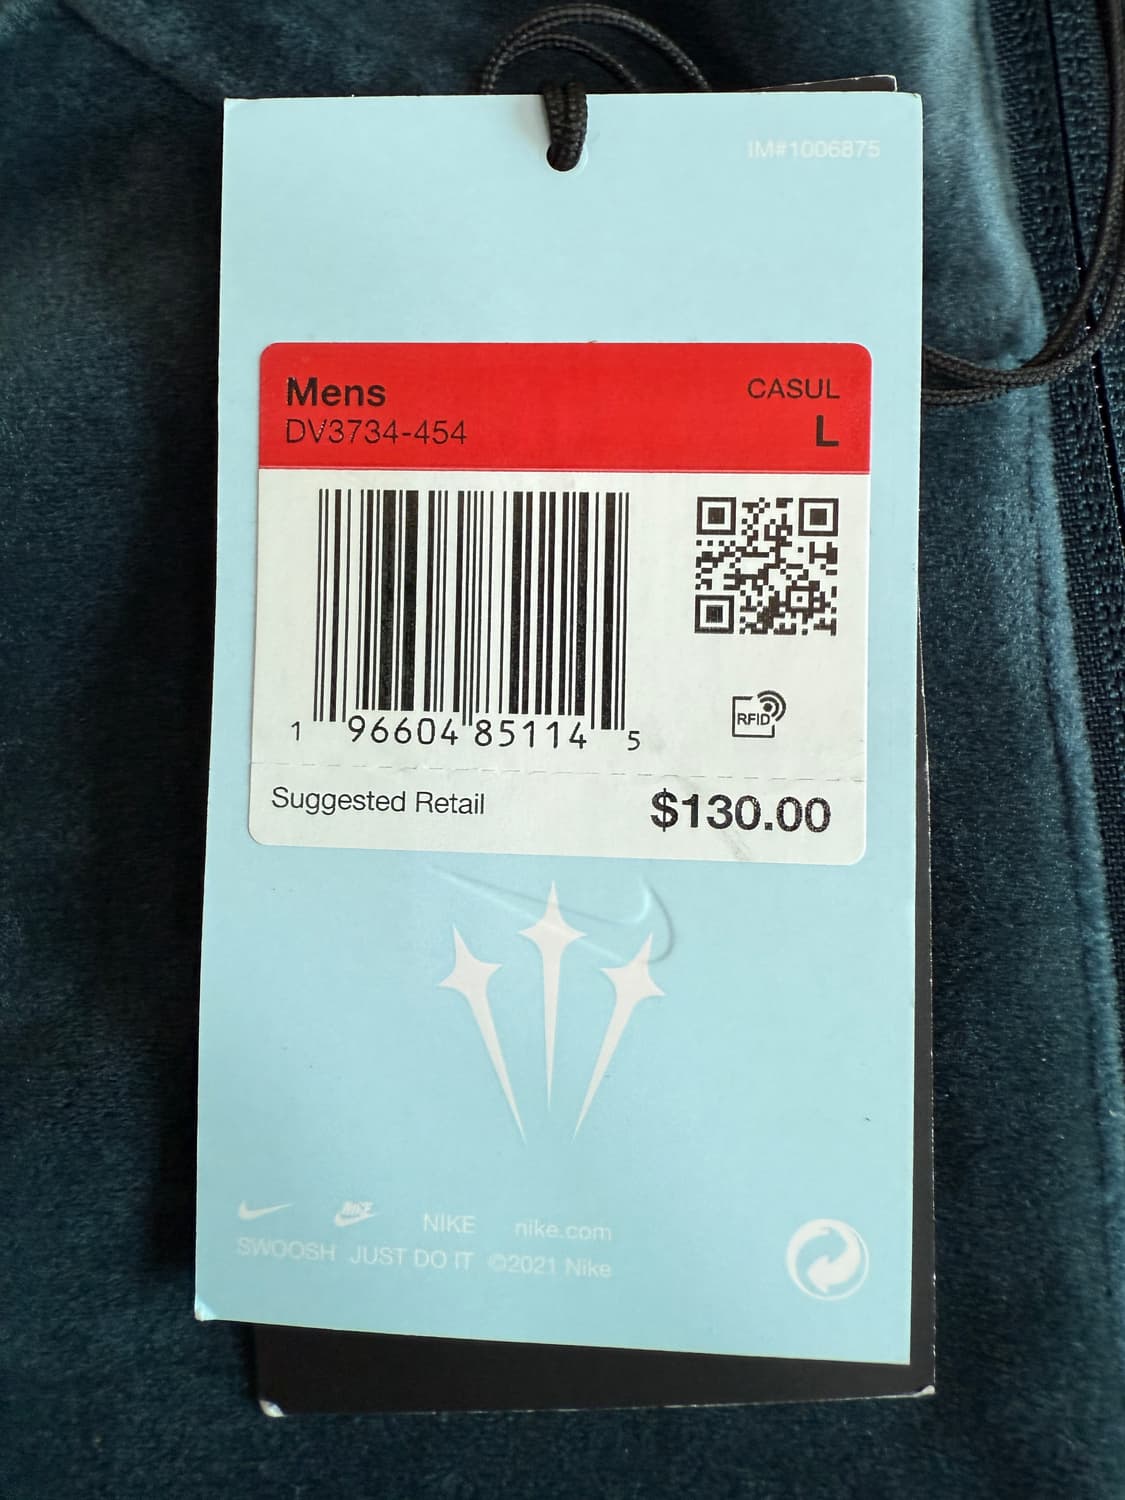 IM#1006875
Mens CASUL
DV3734-454 L
1 96604 85114 5
RFID
Suggested Retail $130.00
NIKE NIKE nike.com
SWOOSH JUST DO IT ©2021 Nike